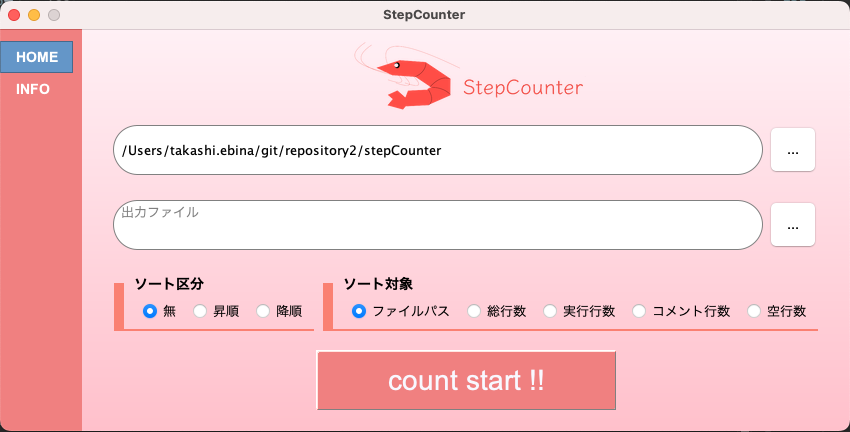 StepCounter
HOME
INFO
StepCounter
/Users/takashi.ebina/git/repository2/stepCounter
...
出力ファイル
...
ソート区分
無 昇順 降順
ソート対象
ファイルパス 総行数 実行行数 コメント行数 空行数
count start !!